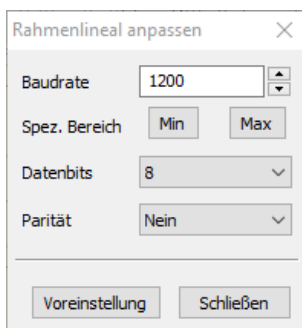 Rahmenlineal anpassen
Baudrate 1200
Spez. Bereich Min Max
Datenbits 8
Parität Nein
Voreinstellung Schließen